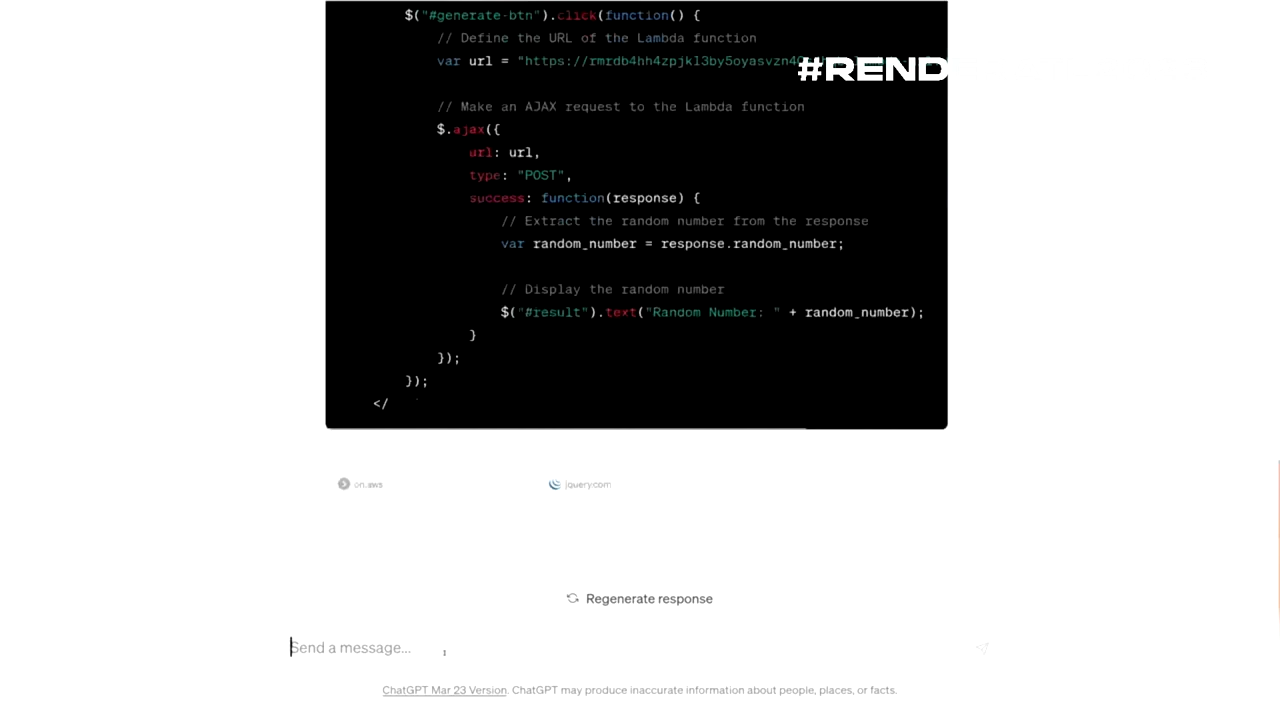 $("#generate-btn").click(function() {
// Define the URL of the Lambda function
var url = "https://rmrdb4hh4zpjkl3by5oyasvzn4
#REND
// Make an AJAX request to the Lambda function
$.ajax({
url: url,
type: "POST",
success: function(response) {
// Extract the random number from the response
var random_number = response.random_number;
// Display the random number
$("#result").text("Random Number: " + random_number);
}
});
});
</
on.aws
jquery.com
Regenerate response
Send a message...
ChatGPT Mar 23 Version. ChatGPT may produce inaccurate information about people, places, or facts.